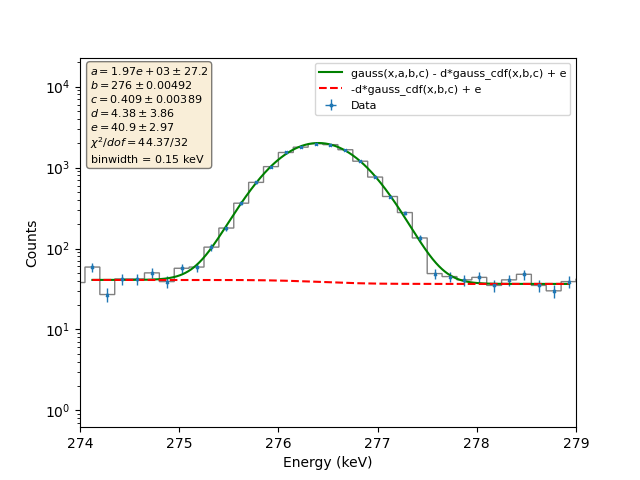 a = 1.97e + 03 ± 27.2
b = 276 ± 0.00492
c = 0.409 ± 0.00389
d = 4.38 ± 3.86
e = 40.9 ± 2.97
χ²/dof = 44.37/32
binwidth = 0.15 keV
gauss(x,a,b,c) - d*gauss_cdf(x,b,c) + e
-d*gauss_cdf(x,b,c) + e
Data
Counts
10⁴
10³
10²
10¹
10⁰
274 275 276 277 278 279
Energy (keV)